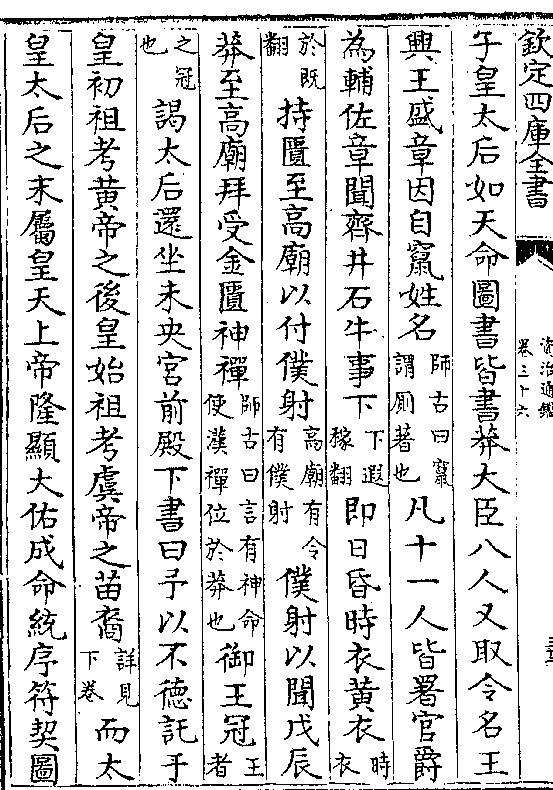 欽定四庫全書
資治通鑑
卷三十六
子皇太后如天命圖書皆書莽大臣八人又取令名王
興王盛章因自竄姓名師古曰竄謂厠著也凡十一人皆署官爵
為輔佐章聞齊井石牛事下下遐稼翻即日昏時衣黄衣時衣
於既翻持匱至高廟以付僕射高廟有令有僕射僕射以聞戊辰
莽至高廟拜受金匱神禪師古曰言有神命使漢禪位於莽也御王冠王者
之冠也謁太后還坐未央宮前殿下書曰予以不德託于
皇初祖考黄帝之後皇始祖考虞帝之苗裔詳見下卷而太
皇太后之末屬皇天上帝隆顯大佑成命統序符契圖